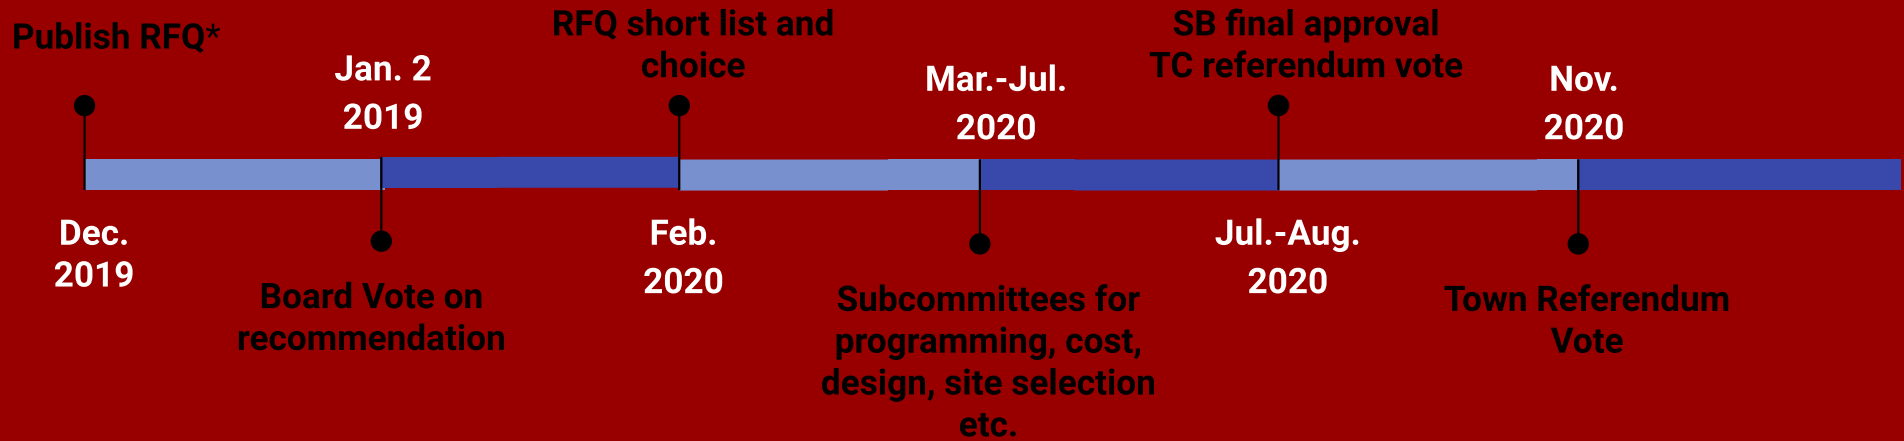 Publish RFQ*
Dec.
2019
Jan. 2
2019
Board Vote on
recommendation
RFQ short list and
choice
Feb.
2020
Mar.-Jul.
2020
Subcommittees for
programming, cost,
design, site selection
etc.
SB final approval
TC referendum vote
Jul.-Aug.
2020
Nov.
2020
Town Referendum
Vote